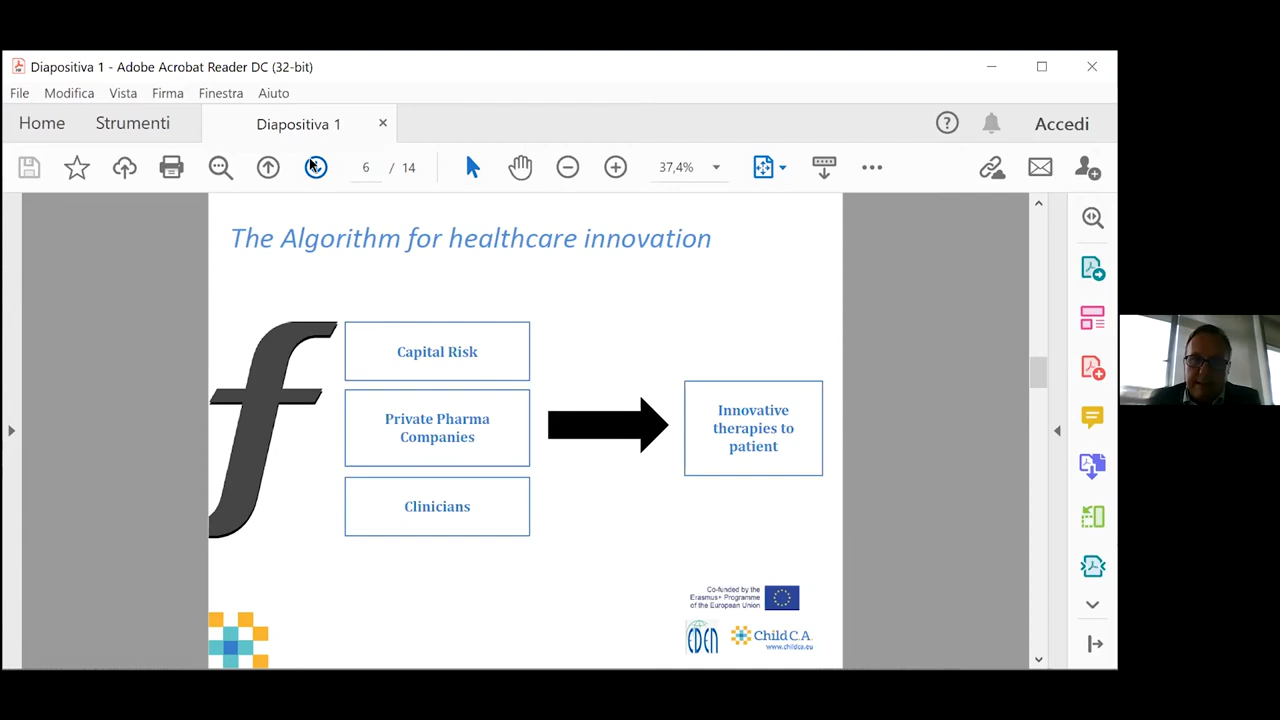 Diapositiva 1 - Adobe Acrobat Reader DC (32-bit)
File Modifica Vista Firma Finestra Aiuto
Home Strumenti Diapositiva 1 Accedi
6 / 14 37,4%
The Algorithm for healthcare innovation
f
Capital Risk
Private Pharma
Companies
Clinicians
Innovative
therapies to
patient
Co-funded by the
Erasmus+ Programme
of the European Union
EDEN
Child C.A.
www.childca.eu